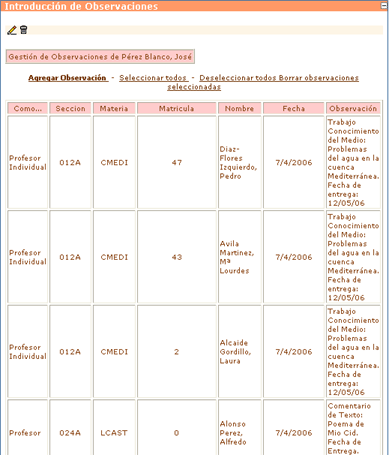 Introducción de Observaciones
Gestión de Observaciones de Pérez Blanco, José
Agregar Observación - Seleccionar todos - Deseleccionar todos Borrar observaciones
seleccionadas
Como... Seccion Materia Matricula Nombre Fecha Observación
Profesor Individual 012A CMEDI 47 Diaz-Flores Izquierdo, Pedro 7/4/2006 Trabajo Conocimiento del Medio: Problemas del agua en la cuenca Mediterránea. Fecha de entrega: 12/05/06
Profesor Individual 012A CMEDI 43 Avila Martinez, Mª Lourdes 7/4/2006 Trabajo Conocimiento del Medio: Problemas del agua en la cuenca Mediterránea. Fecha de entrega: 12/05/06
Profesor Individual 012A CMEDI 2 Alcaide Gordillo, Laura 7/4/2006 Trabajo Conocimiento del Medio: Problemas del agua en la cuenca Mediterránea. Fecha de entrega: 12/05/06
Profesor 024A LCAST 0 Alonso Perez, Alfredo 7/4/2006 Comentario de Texto: Poema de Mio Cid. Fecha de Entrega.